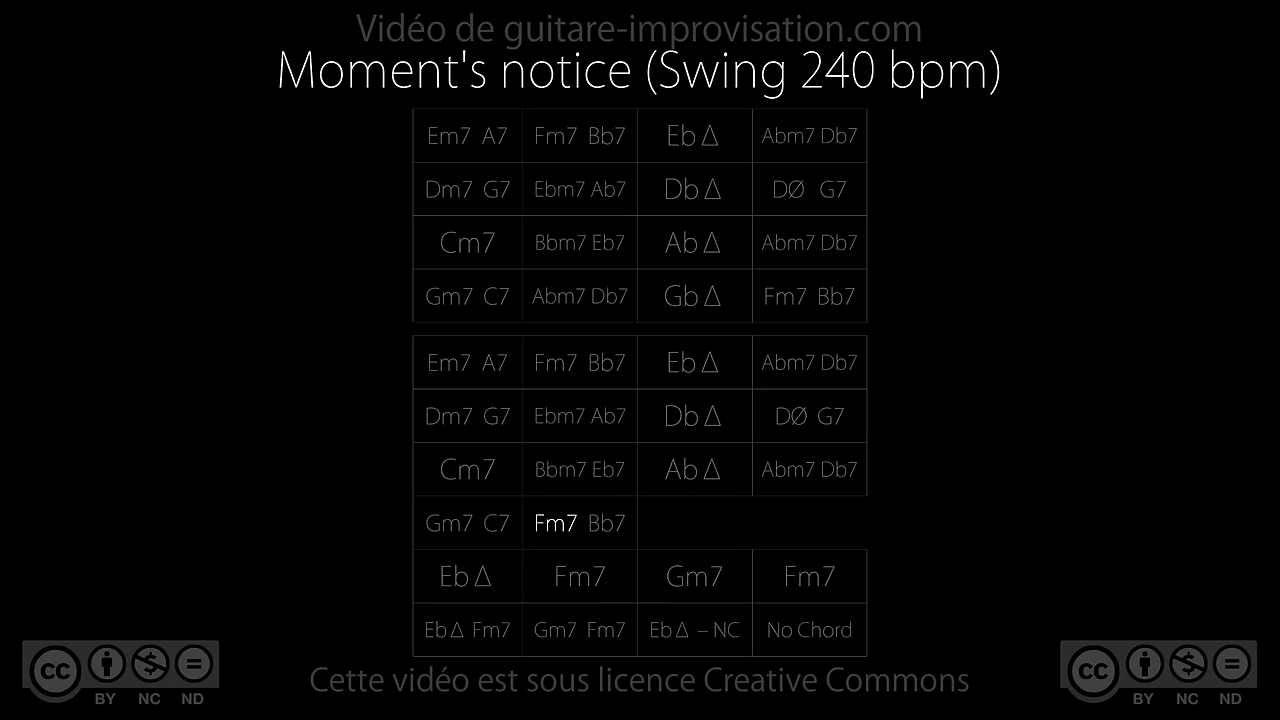 Vidéo de guitare-improvisation.com
Moment's notice (Swing 240 bpm)
Em7 A7 Fm7 Bb7 Eb Δ Abm7 Db7
Dm7 G7 Ebm7 Ab7 Db Δ DØ G7
Cm7 Bbm7 Eb7 Ab Δ Abm7 Db7
Gm7 C7 Abm7 Db7 Gb Δ Fm7 Bb7
Em7 A7 Fm7 Bb7 Eb Δ Abm7 Db7
Dm7 G7 Ebm7 Ab7 Db Δ DØ G7
Cm7 Bbm7 Eb7 Ab Δ Abm7 Db7
Gm7 C7 Fm7 Bb7
Eb Δ Fm7 Gm7 Fm7
Eb Δ Fm7 Gm7 Fm7 Eb Δ – NC No Chord
cc BY NC ND
cc BY NC ND
Cette vidéo est sous licence Creative Commons